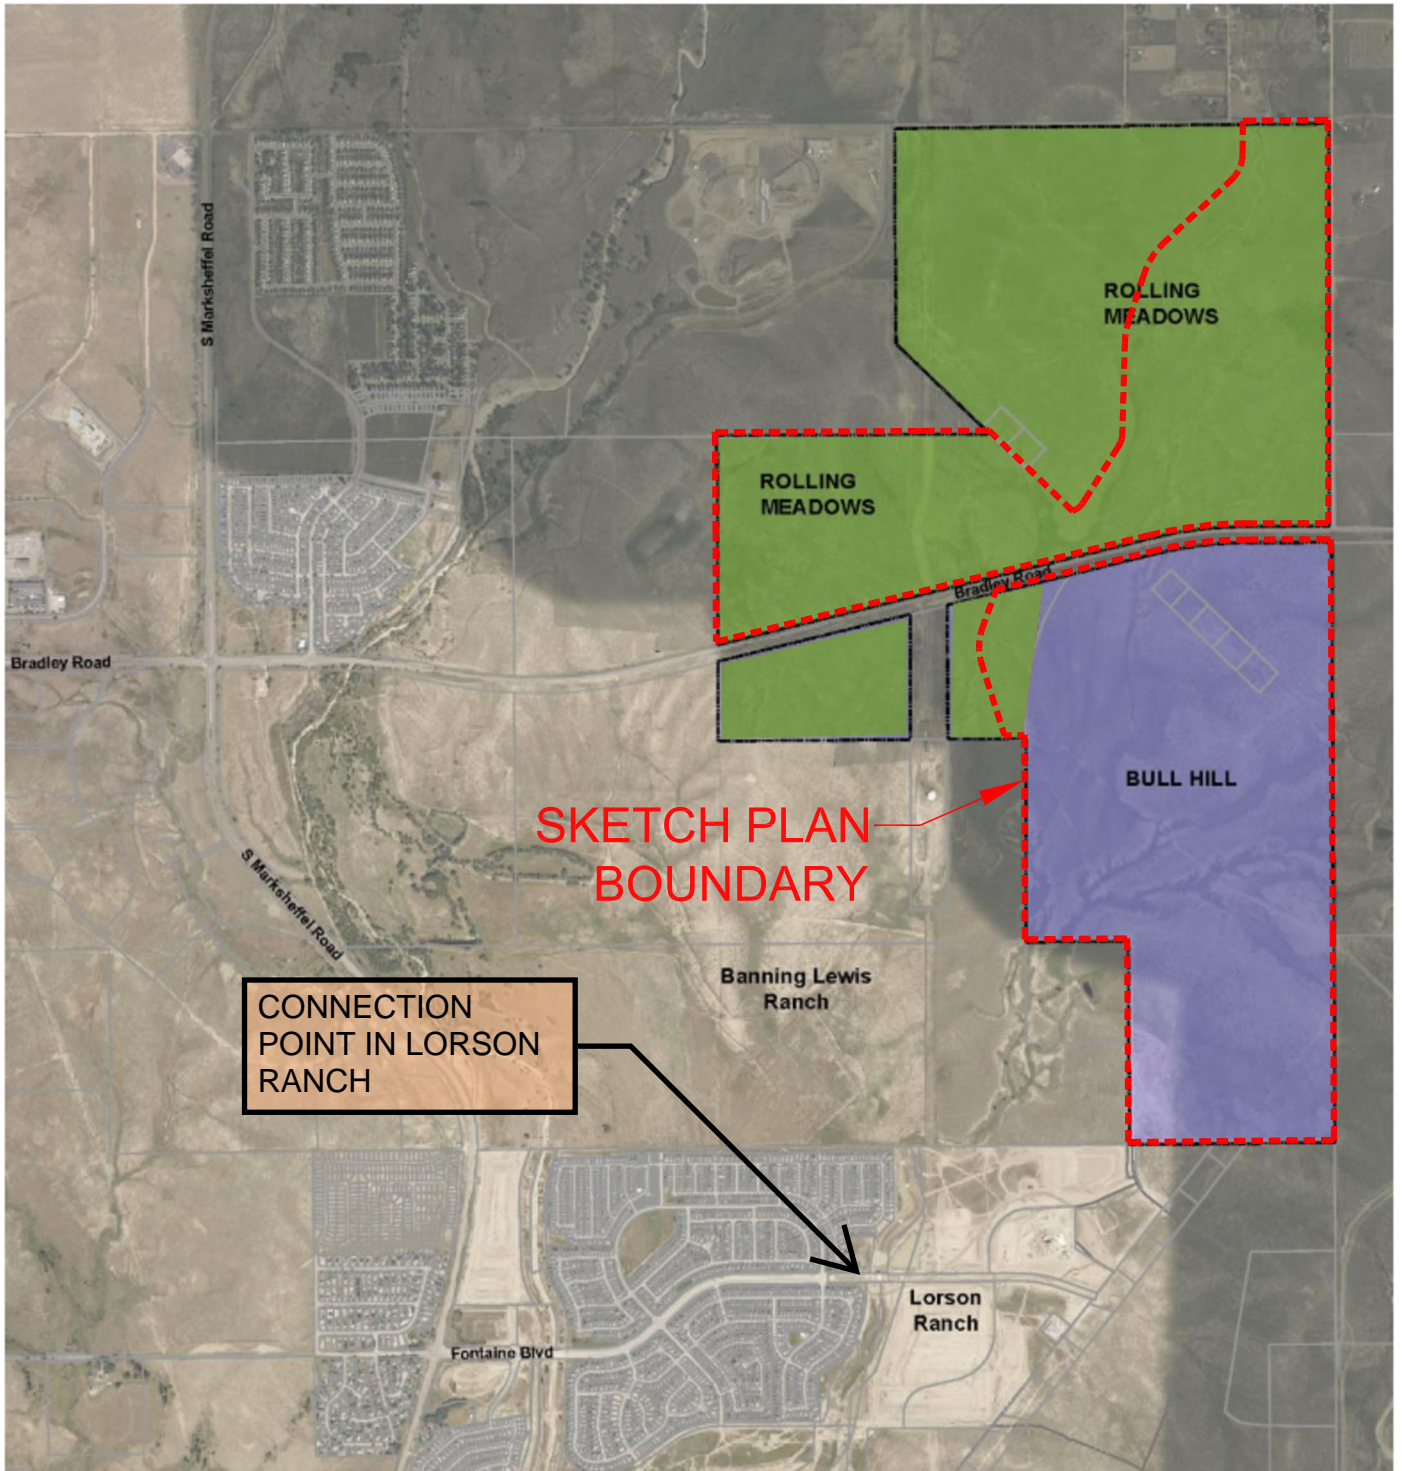 S Marksheffel Road
ROLLING
MEADOWS
ROLLING
MEADOWS
Bradley Road
Bradley Road
BULL HILL
SKETCH PLAN
BOUNDARY
S Marksheffel Road
Banning Lewis
Ranch
CONNECTION
POINT IN LORSON
RANCH
Lorson
Ranch
Fontaine Blvd